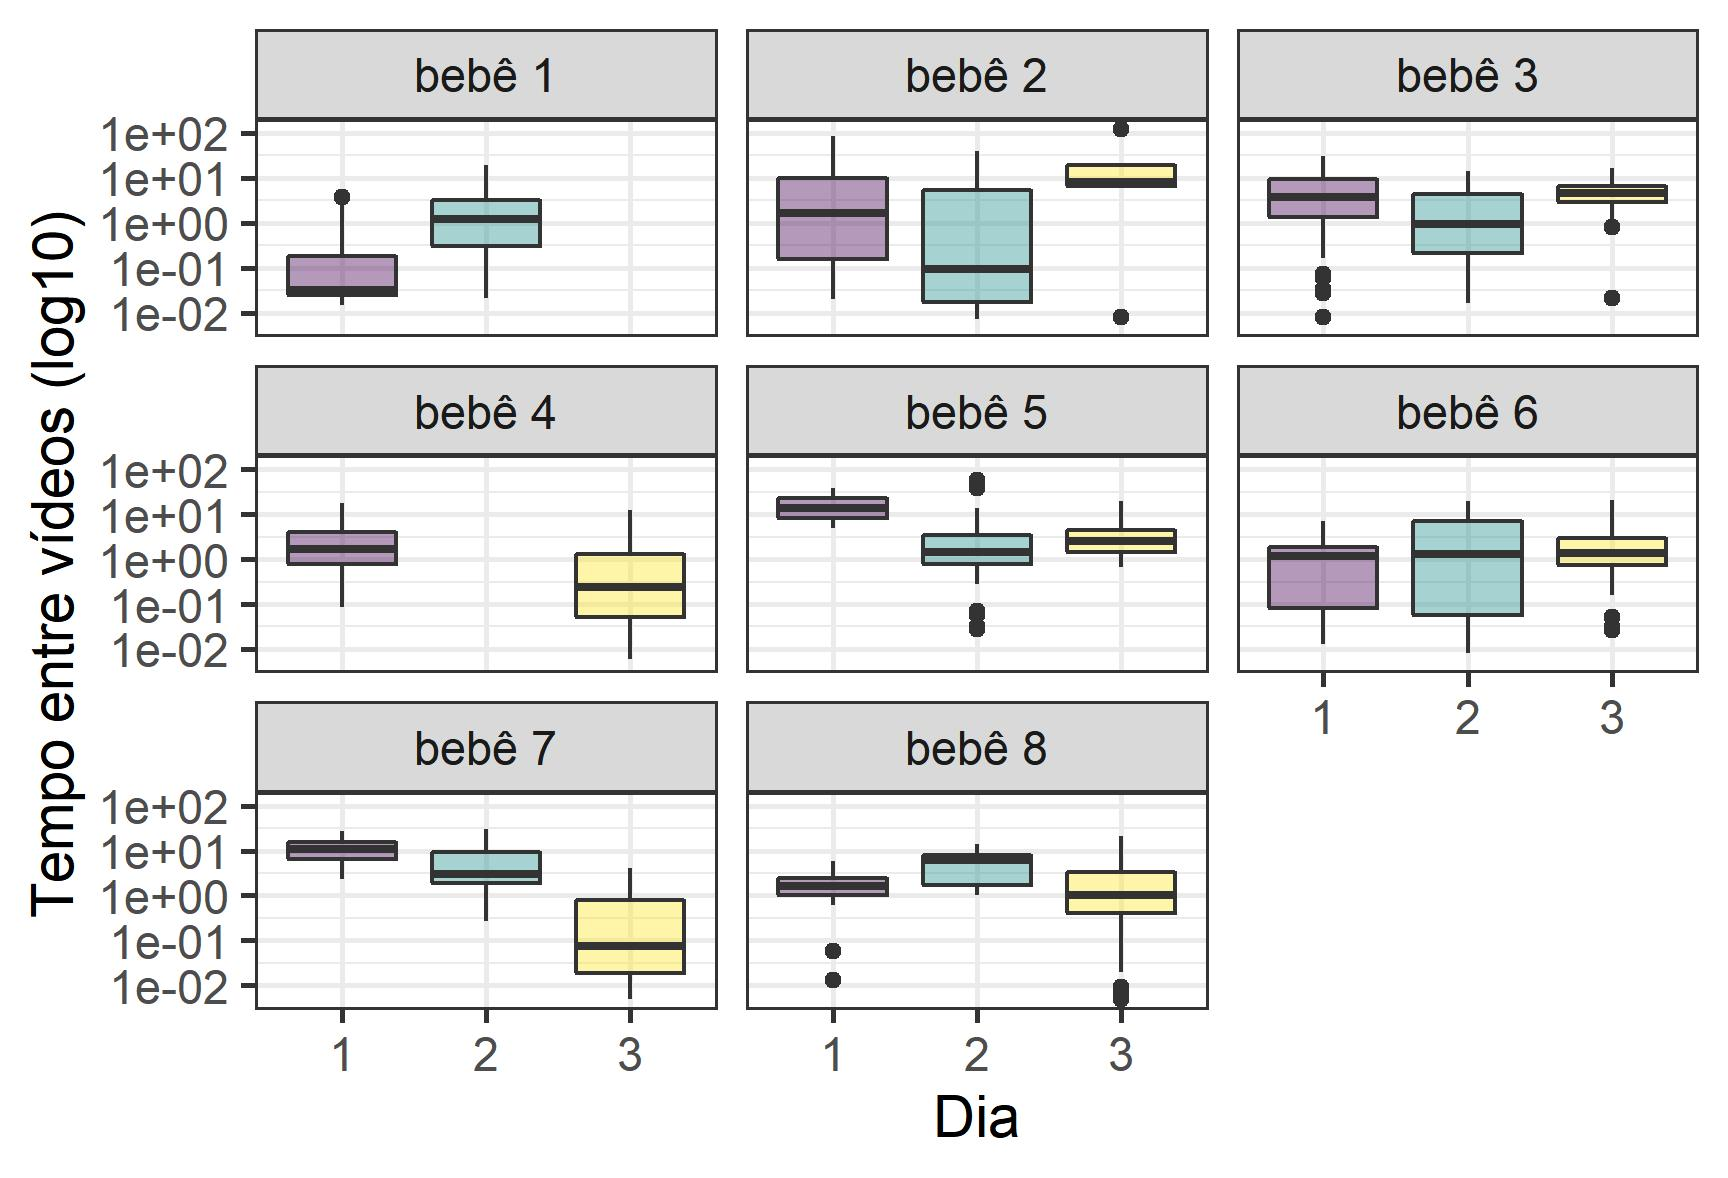 bebê 1
bebê 2
bebê 3
1e+02
1e+01
1e+00
1e-01
1e-02
bebê 4
bebê 5
bebê 6
1e+02
1e+01
1e+00
1e-01
1e-02
1 2 3
bebê 7
bebê 8
1e+02
1e+01
1e+00
1e-01
1e-02
1 2 3
1 2 3
Dia
Tempo entre vídeos (log10)